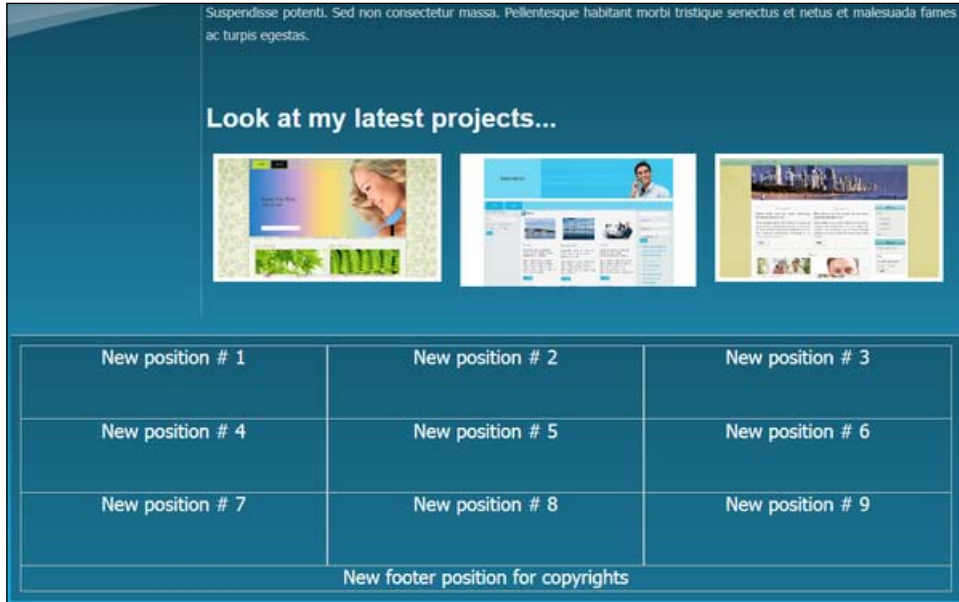 Suspendisse potenti. Sed non consectetur massa. Pellentesque habitant morbi tristique senectus et netus et malesuada fames
ac turpis egestas.
Look at my latest projects...
New position # 1
New position # 2
New position # 3
New position # 4
New position # 5
New position # 6
New position # 7
New position # 8
New position # 9
New footer position for copyrights